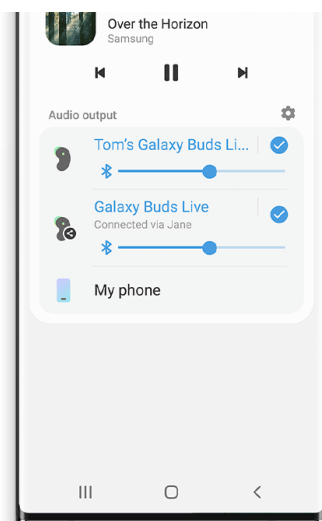 Over the Horizon
Samsung
Audio output
Tom's Galaxy Buds Li...
Galaxy Buds Live
Connected via Jane
My phone